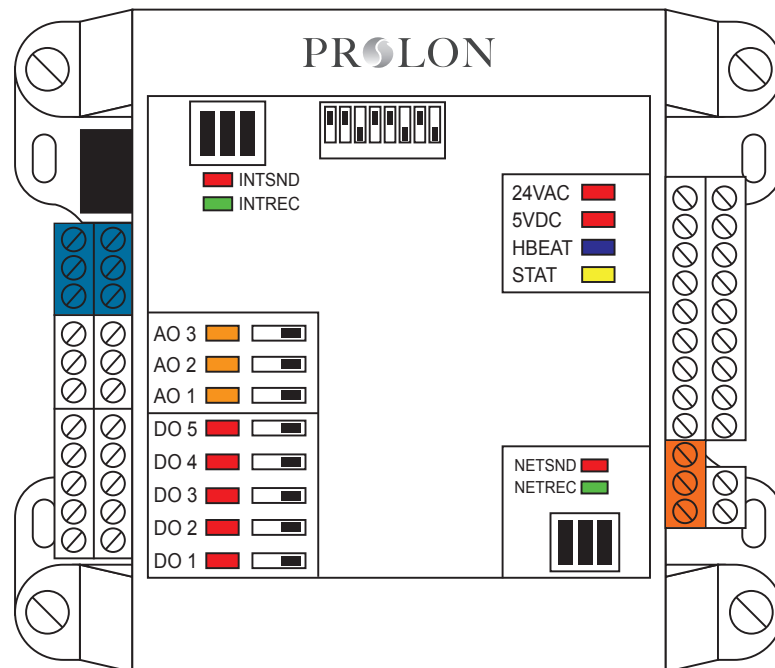 PROLON
INTSND
INTREC
24VAC
5VDC
HBEAT
STAT
AO 3
AO 2
AO 1
DO 5
DO 4
DO 3
DO 2
DO 1
NETSND
NETREC